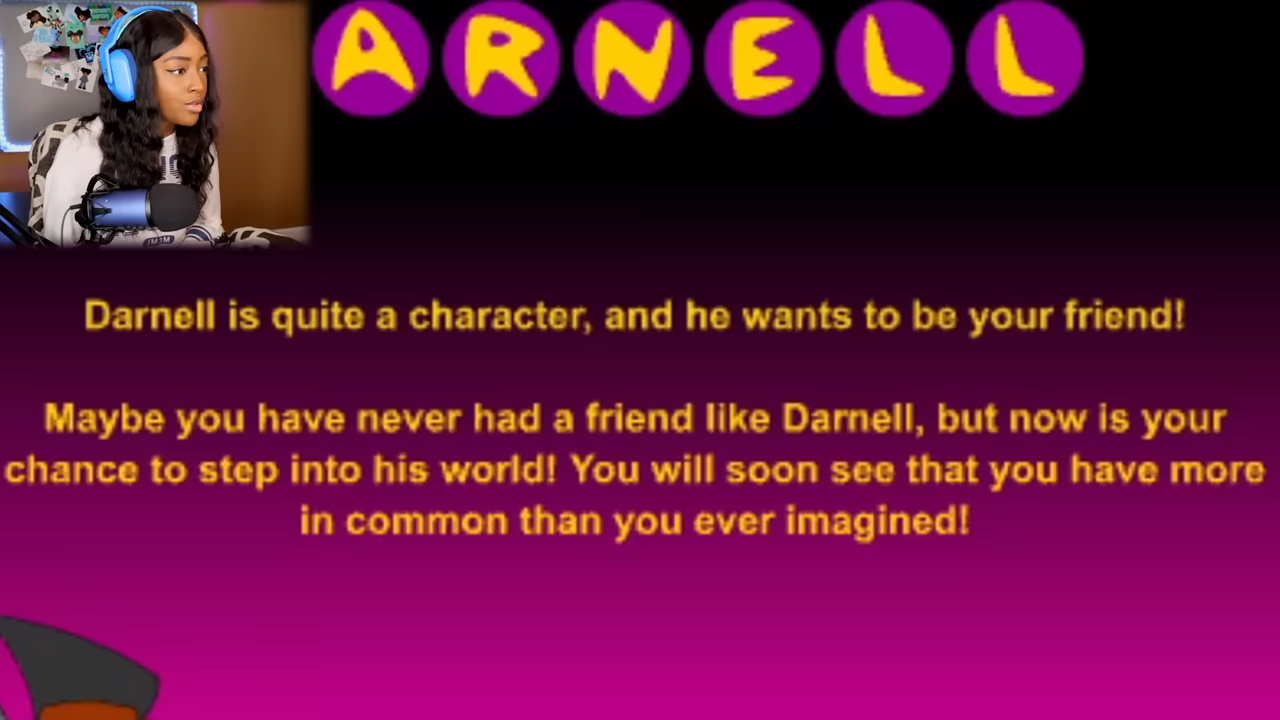 ARNELL
Darnell is quite a character, and he wants to be your friend!
Maybe you have never had a friend like Darnell, but now is your
chance to step into his world! You will soon see that you have more
in common than you ever imagined!